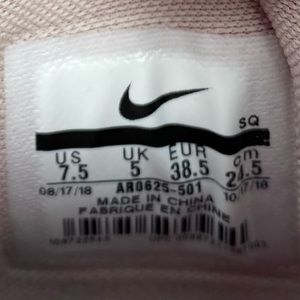 SQ
US UK EUR cm
7.5 5 38.5 24.5
08/17/18 AR0625-501 10/17/18
MADE IN CHINA
FABRIQUE EN CHINE